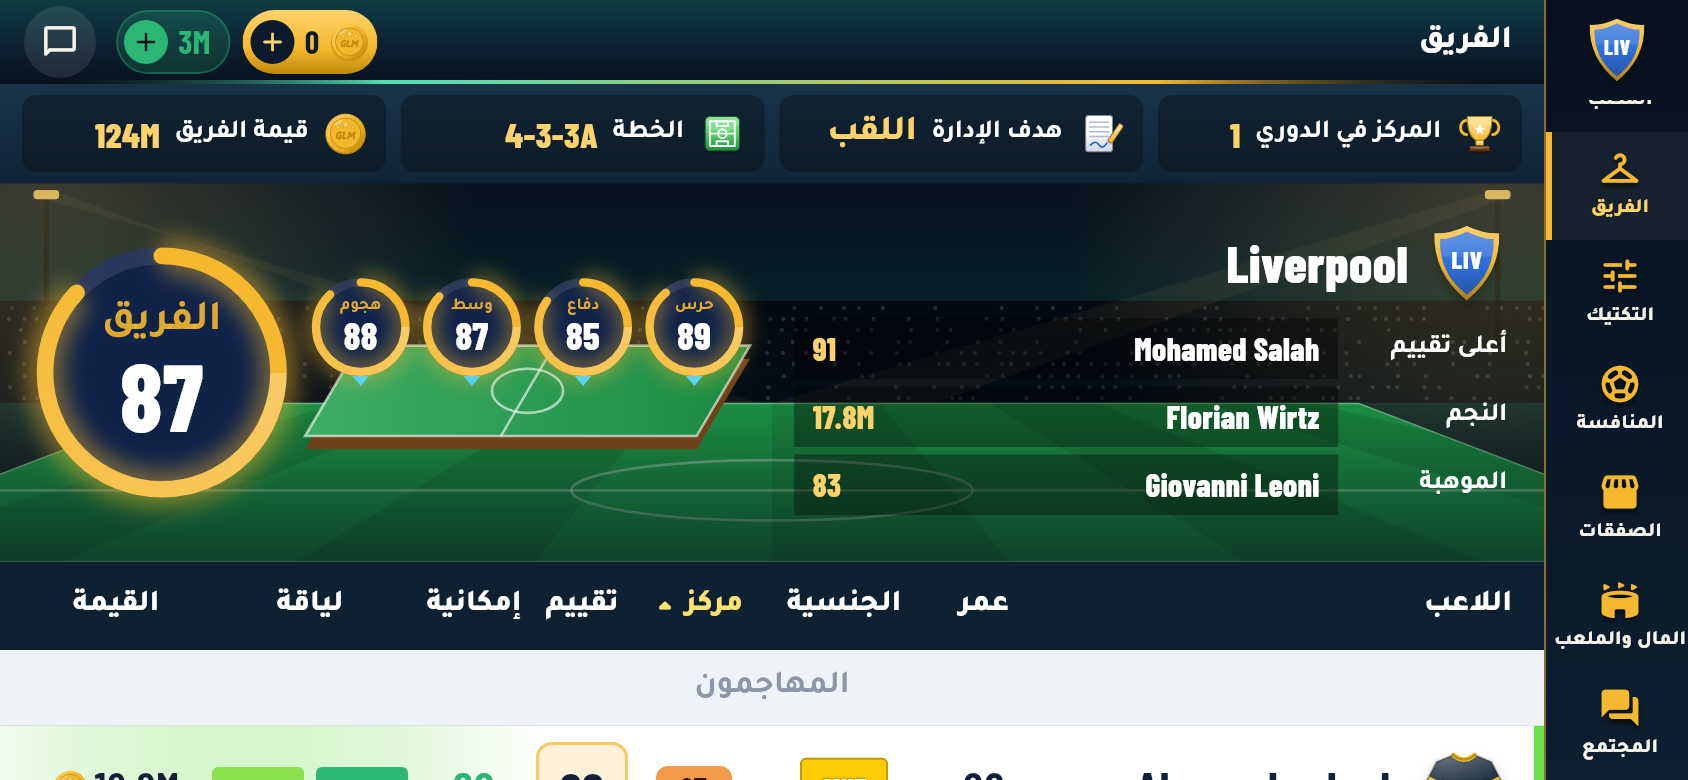 الفريق
GLM 0 +
3M +
LIV
المركز في الدوري 1
هدف الإدارة اللقب
الخطة 4-3-3A
GLM قيمة الفريق 124M
LIV Liverpool
أعلى تقييم Mohamed Salah 91
النجم Florian Wirtz 17.8M
الموهبة Giovanni Leoni 83
حرس 89
دفاع 85
وسط 87
هجوم 88
الفريق
87
اللاعب عمر الجنسية مركز تقييم إمكانية لياقة القيمة
المهاجمون
الفريق
التكتيك
المنافسة
الصفقات
المال والملعب
المجتمع